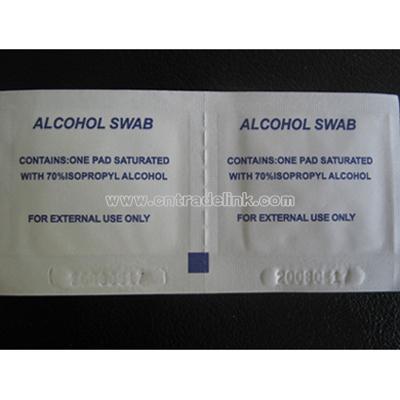 ALCOHOL SWAB
CONTAINS:ONE PAD SATURATED
WITH 70%ISOPROPYL ALCOHOL
FOR EXTERNAL USE ONLY
ALCOHOL SWAB
CONTAINS:ONE PAD SATURATED
WITH 70%ISOPROPYL ALCOHOL
FOR EXTERNAL USE ONLY
www.cntradelink.com
20080517